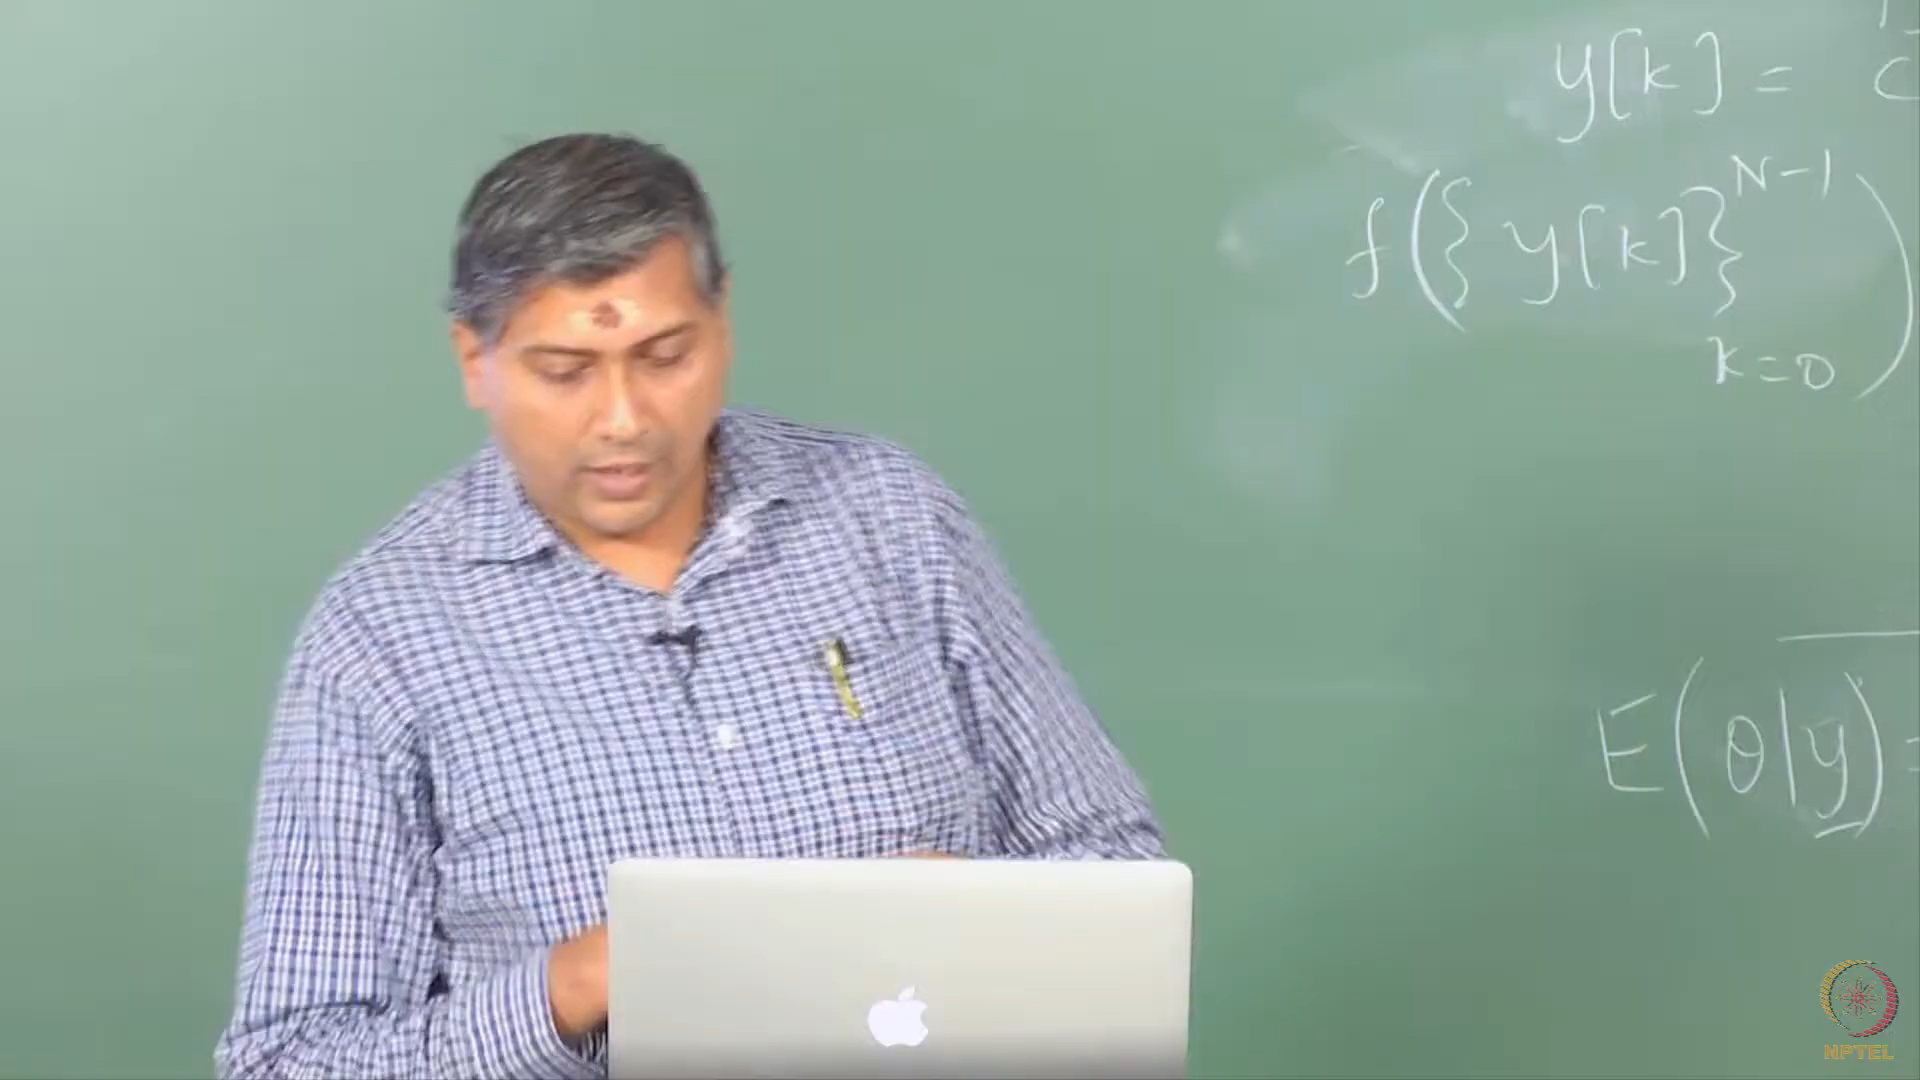 y[k] = c
f({y[k]}^{N-1}_{k=0})
E(θ|y) =
NPTEL